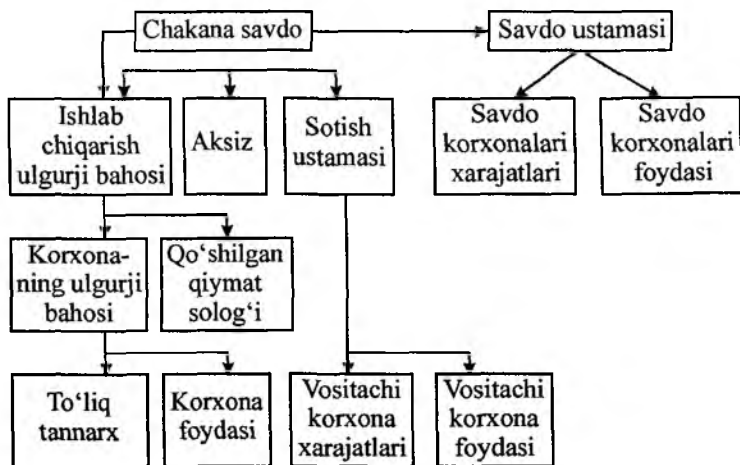 Chakana savdo
Savdo ustamasi
Ishlab
chiqarish
ulgurji bahosi
Aksiz
Sotish
ustamasi
Savdo
korxonalari
xarajatlari
Savdo
korxonalari
foydasi
Korxona-
ning ulgurji
bahosi
Qo‘shilgan
qiymat
solog‘i
To‘liq
tannarx
Korxona
foydasi
Vositachi
korxona
xarajatlari
Vositachi
korxona
foydasi